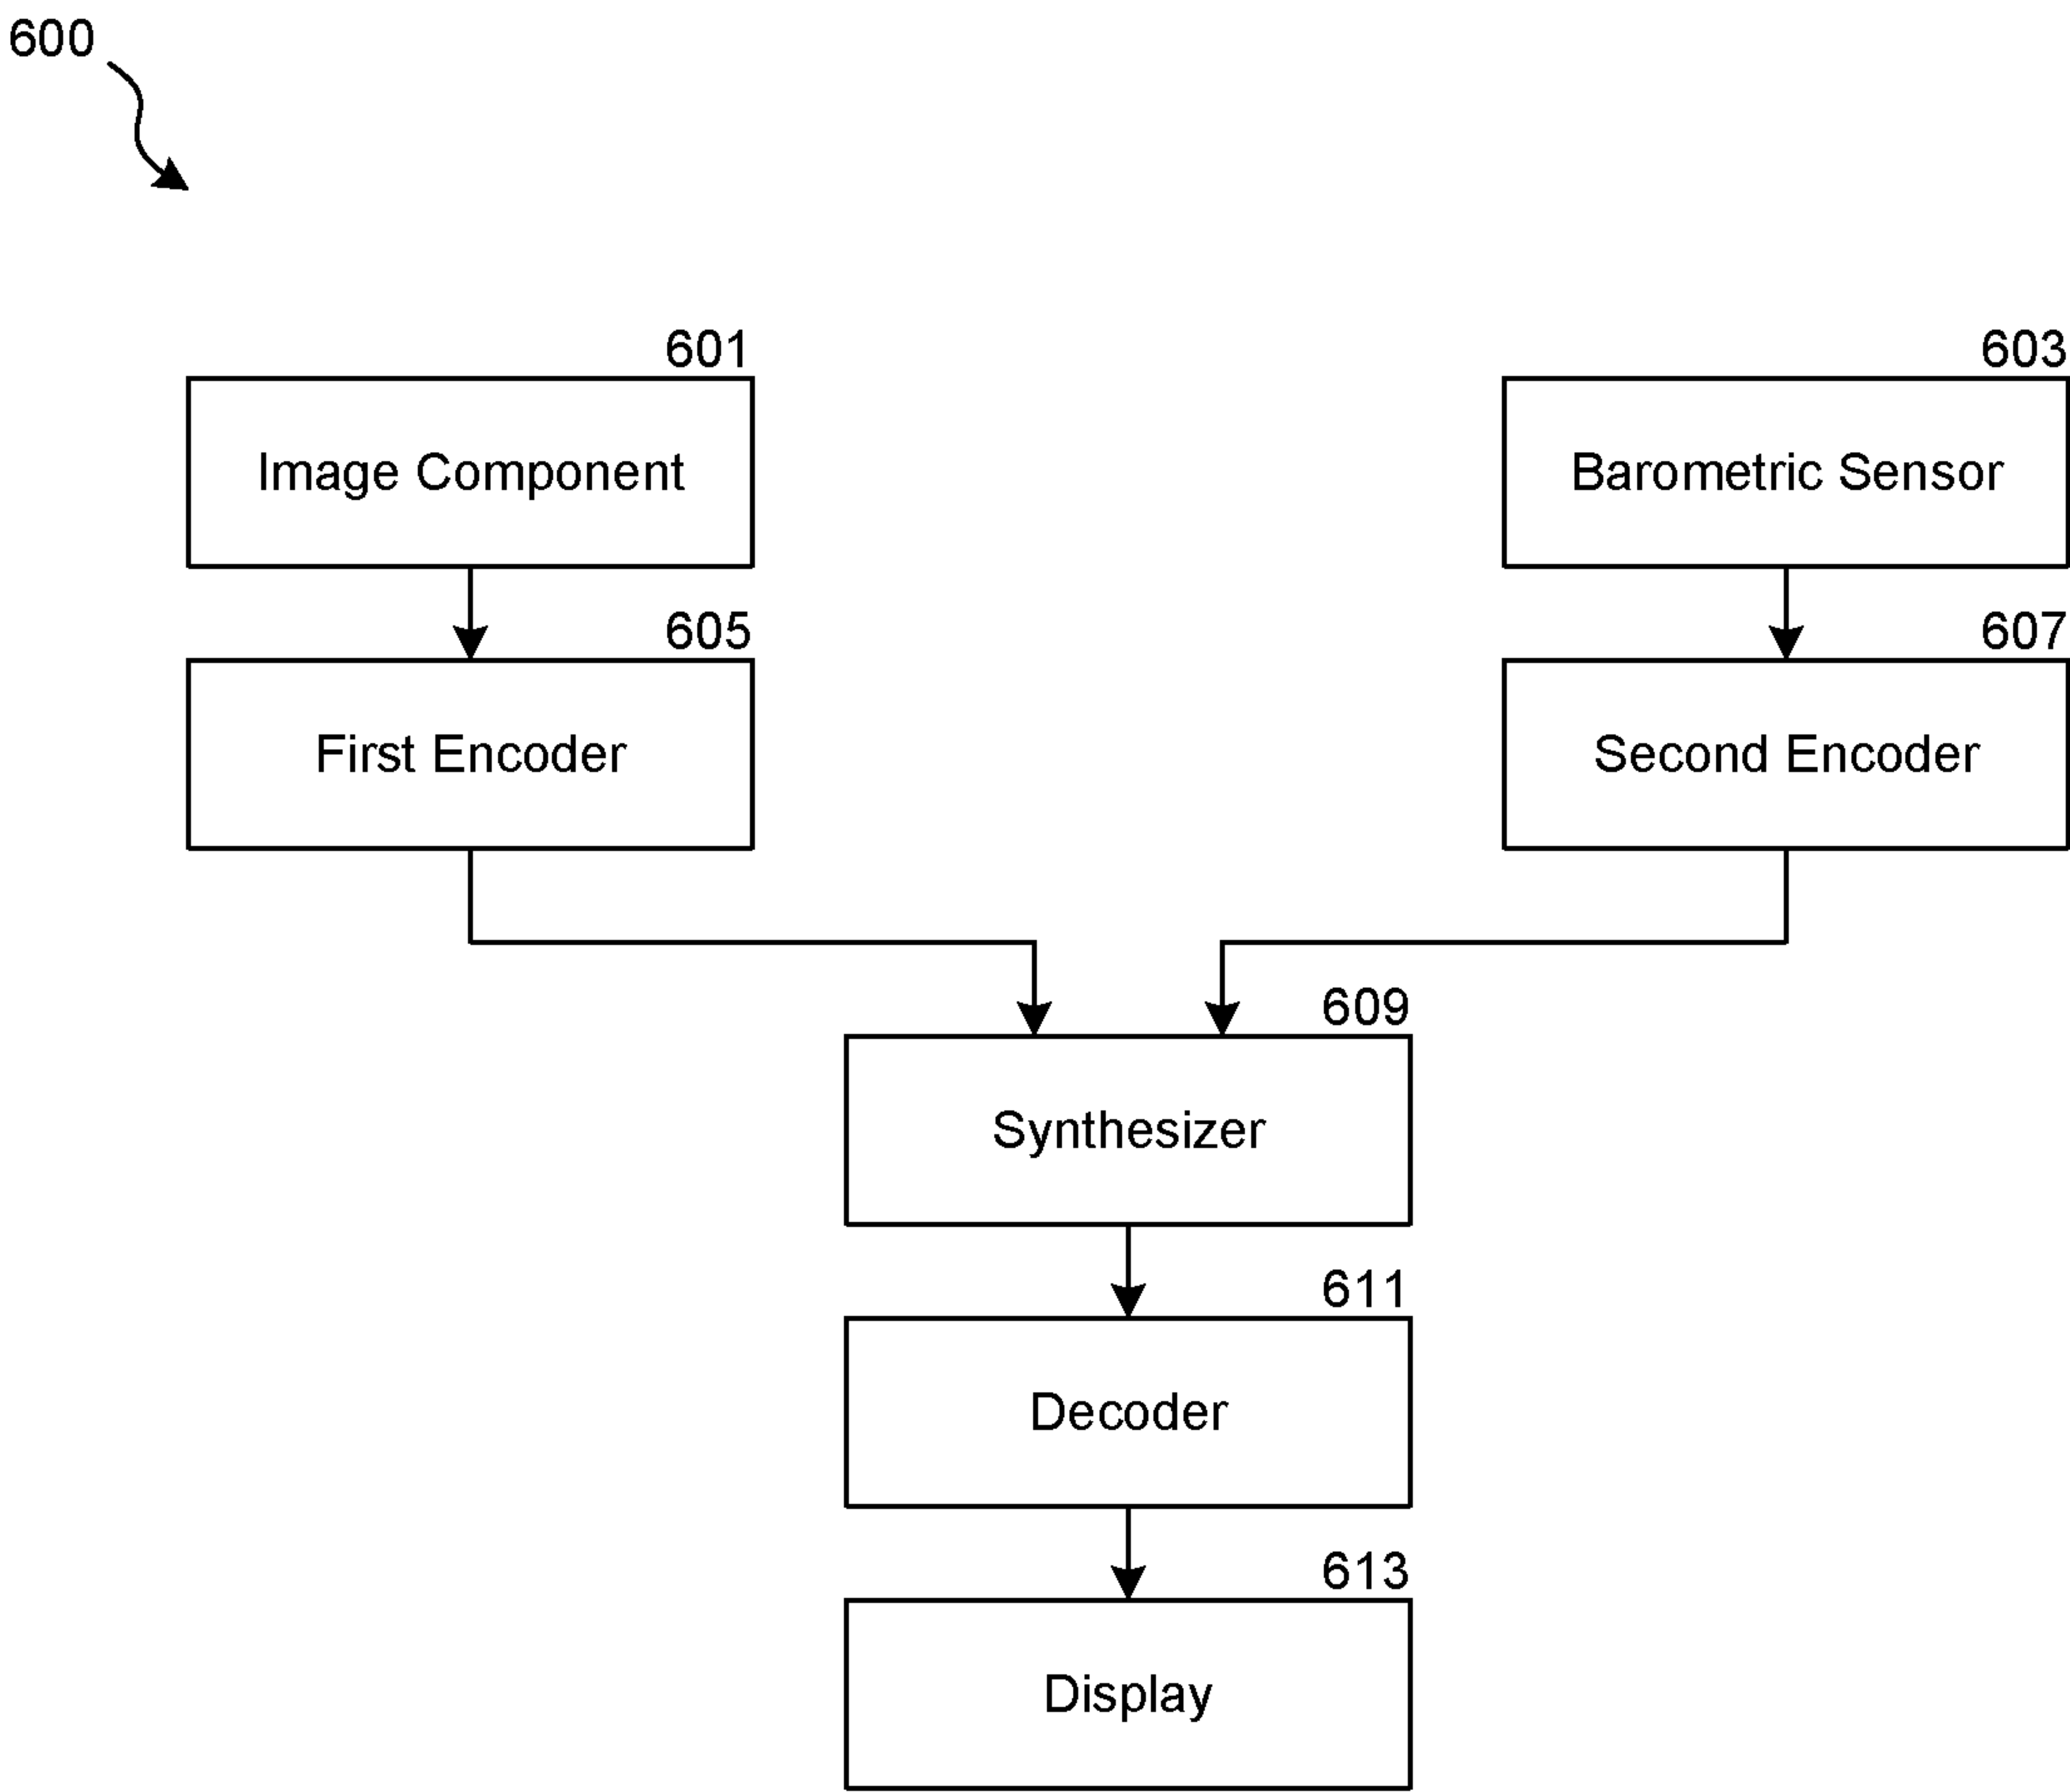 600
601
Image Component
603
Barometric Sensor
605
First Encoder
607
Second Encoder
609
Synthesizer
611
Decoder
613
Display